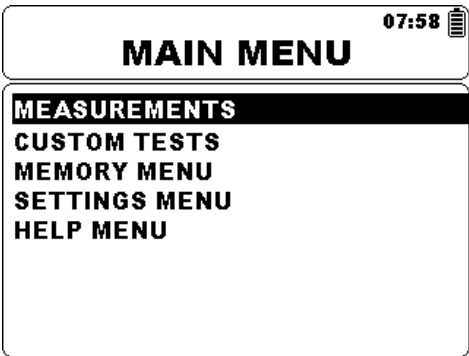 07:58
MAIN MENU
MEASUREMENTS
CUSTOM TESTS
MEMORY MENU
SETTINGS MENU
HELP MENU